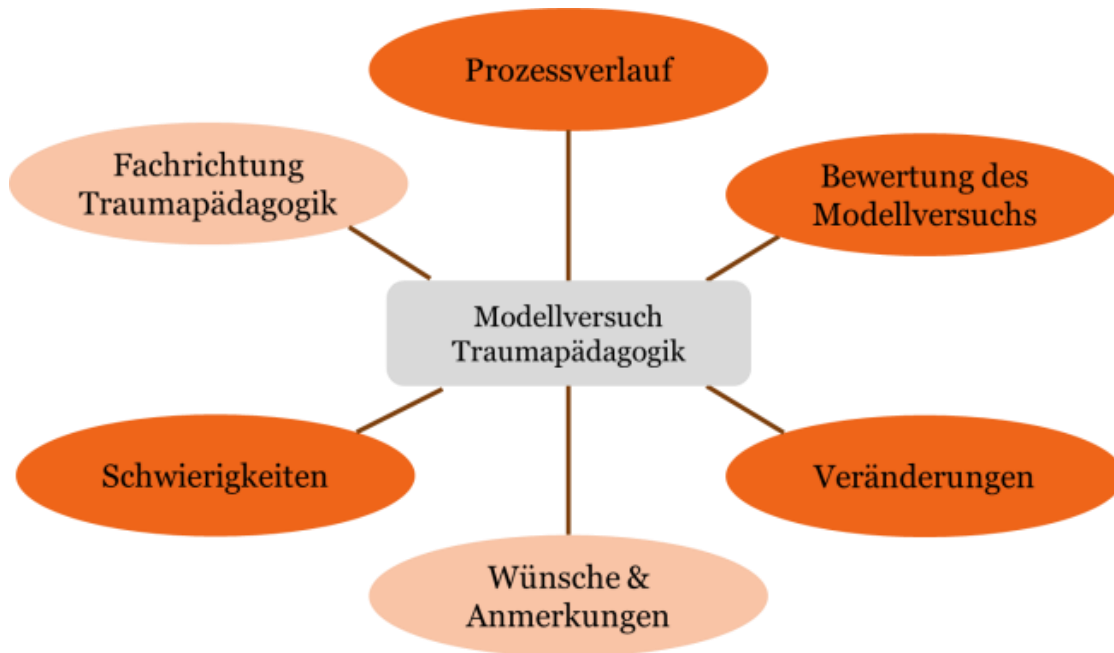 Prozessverlauf
Fachrichtung
Traumapädagogik
Bewertung des
Modellversuchs
Modellversuch
Traumapädagogik
Schwierigkeiten
Veränderungen
Wünsche &
Anmerkungen